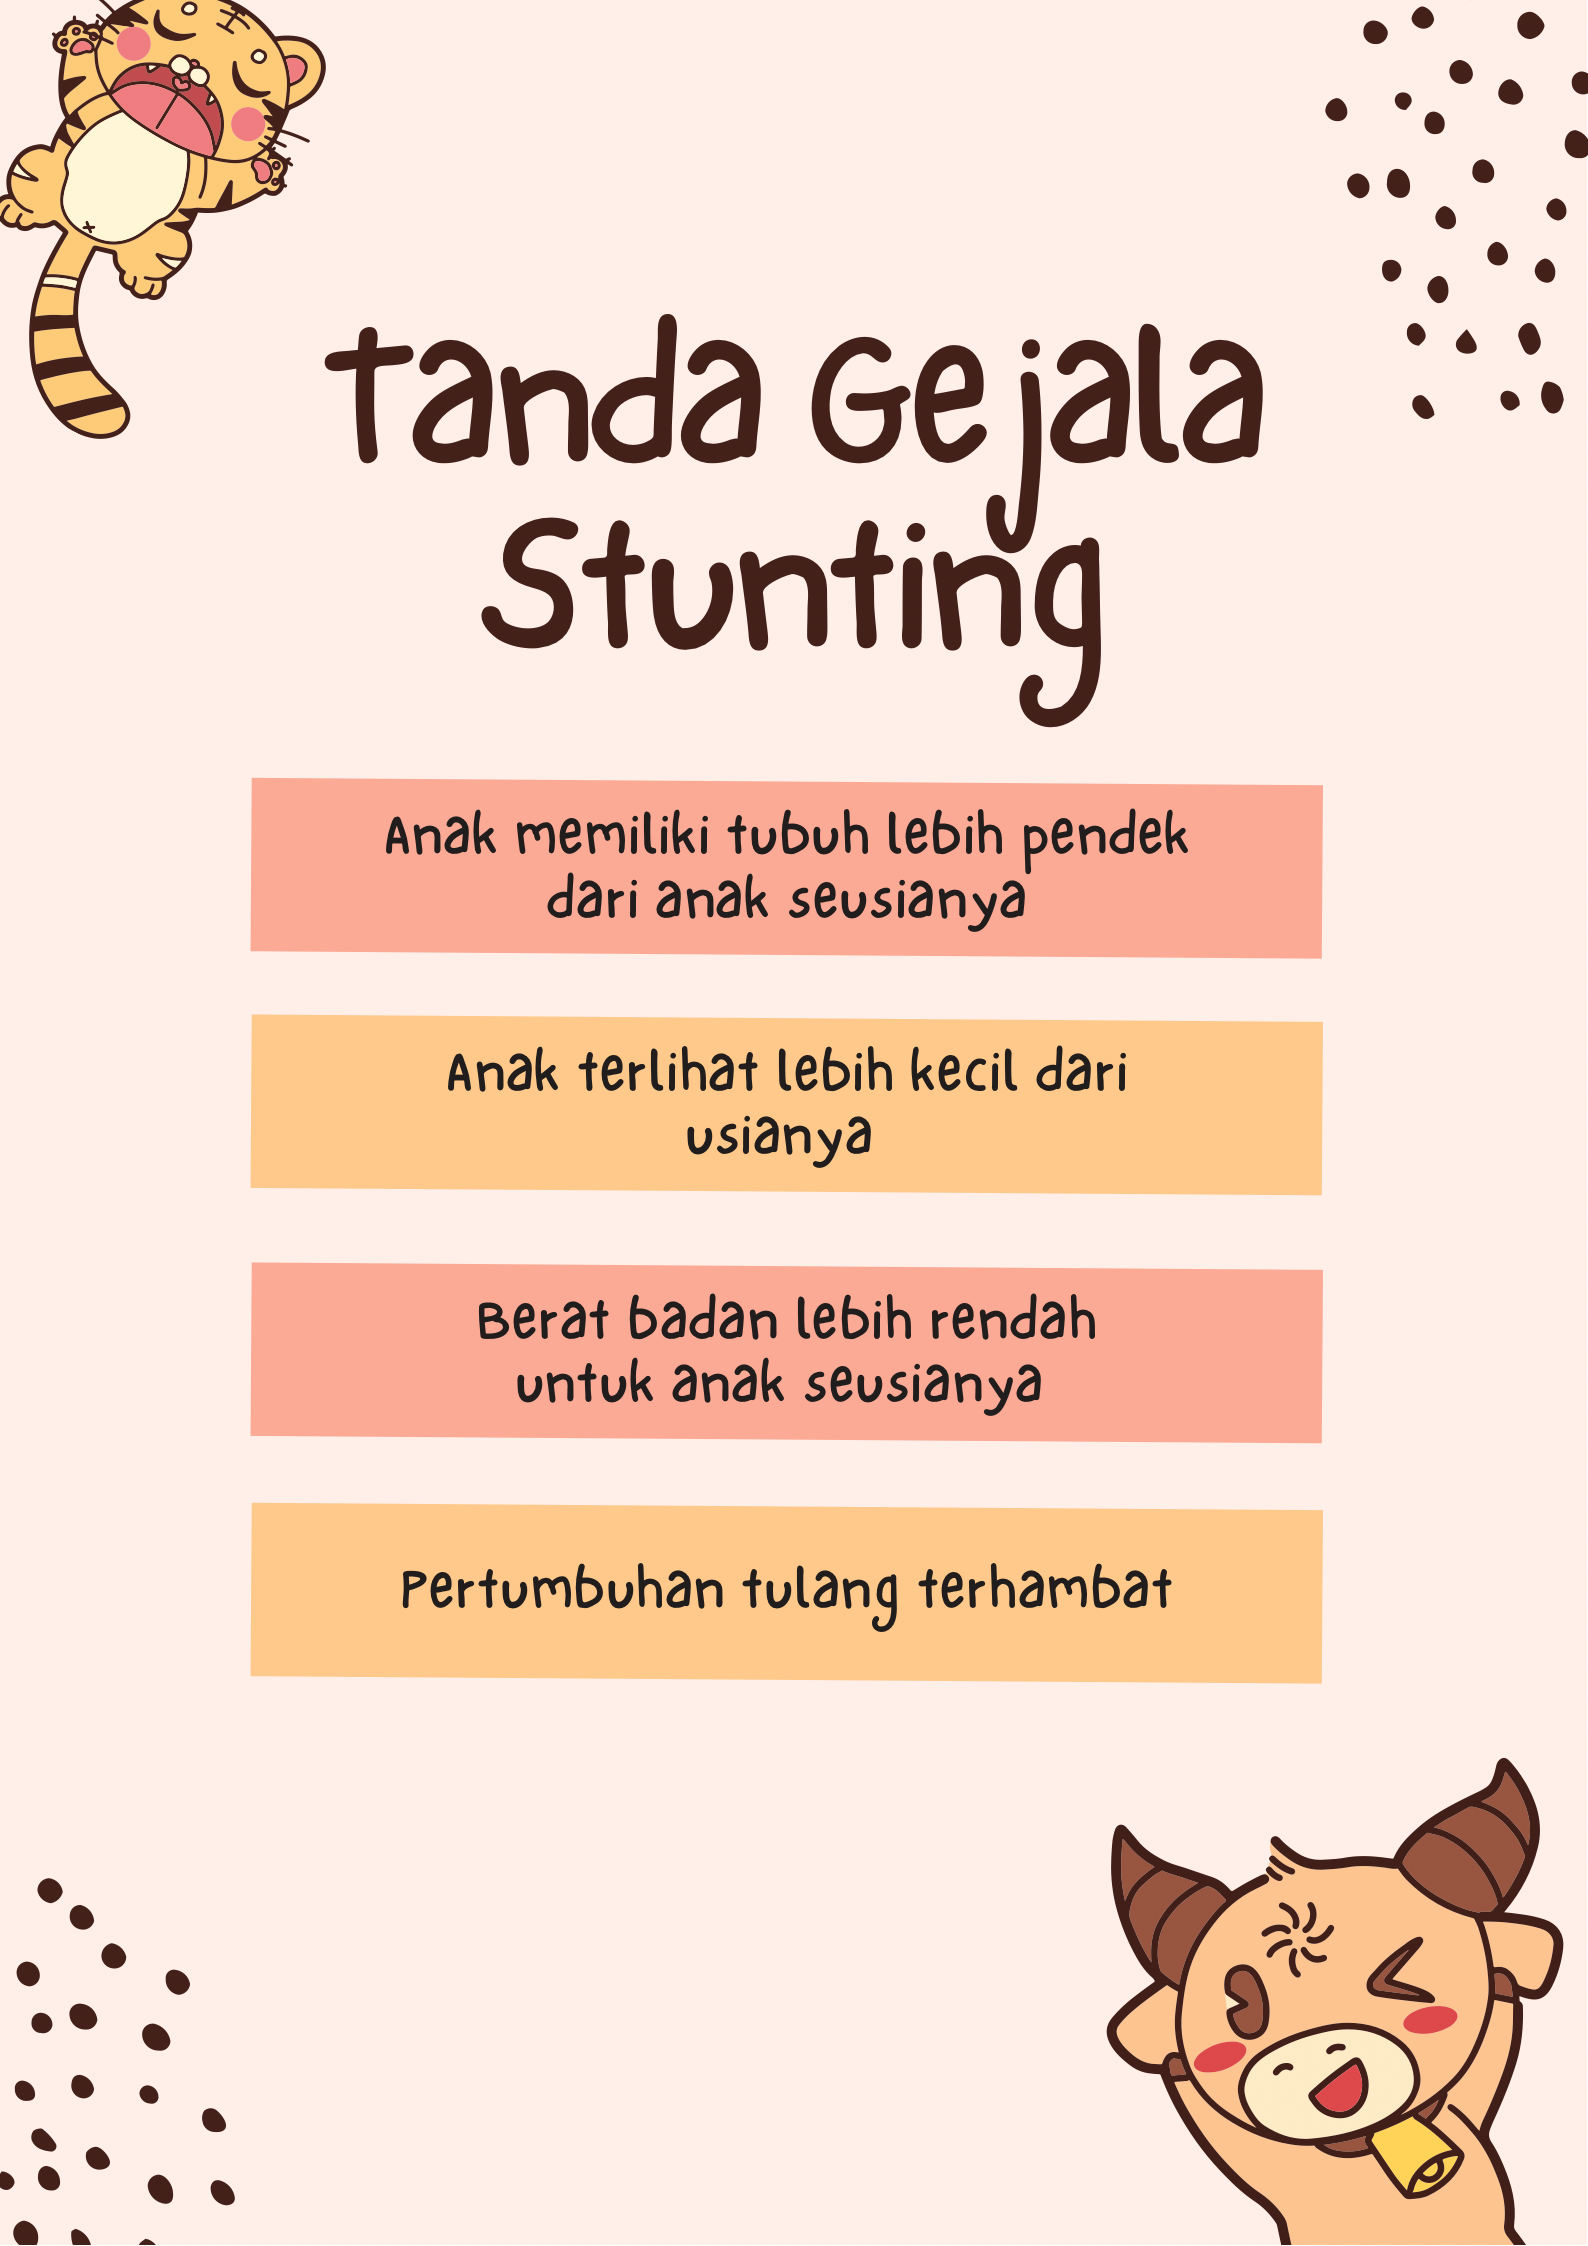 Tanda Gejala
Stunting
Anak memiliki tubuh lebih pendek
dari anak seusianya
Anak terlihat lebih kecil dari
usianya
Berat badan lebih rendah
untuk anak seusianya
Pertumbuhan tulang terhambat